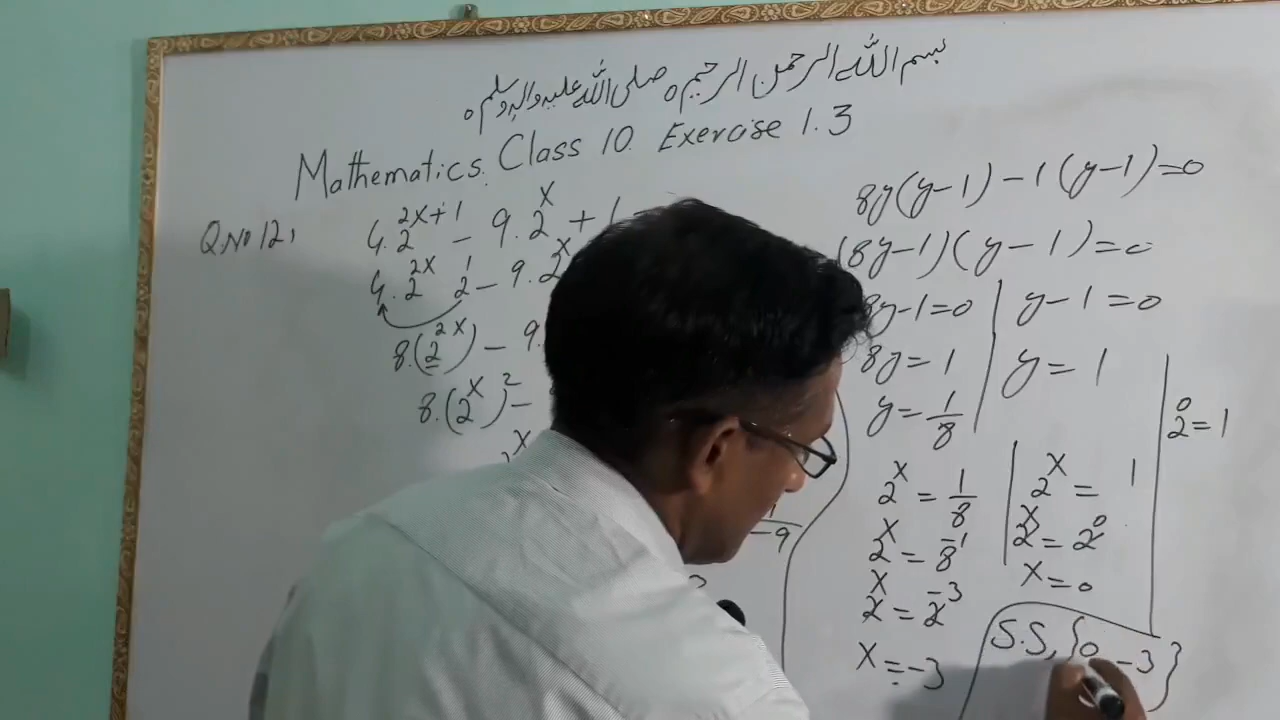 بسم اللہ الرحمن الرحیم ہ صلی اللہ علیہ والہ وسلم ہ
Mathematics. Class 10. Exercise 1.3
Q.No 12,
4.2^{2x+1} - 9.2^x + 1
4.2^{2x} 2^1 - 9.2^x
8.(2^{2x}) - 9.
8.(2^x)^2 -
-9
8y(y-1) - 1(y-1) = 0
(8y-1)(y-1) = 0
8y-1=0 | y-1=0
8y=1 | y=1
y=1/8
2^0=1
2^x = 1/8 | 2^x = 1
2^x = 8^{-1} | 2^x = 2^0
2^x = 2^{-3} x=0
x=-3
S.S, {0, -3}